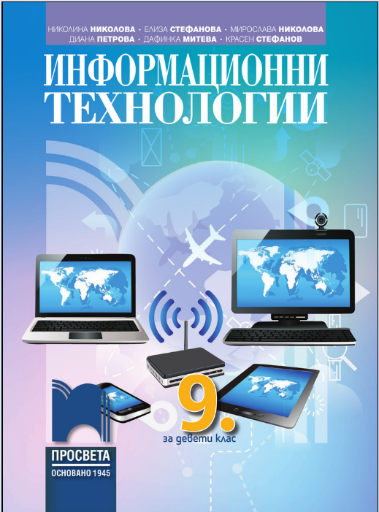 НИКОЛИНА НИКОЛОВА • ЕЛИЗА СТЕФАНОВА • МИРОСЛАВА НИКОЛОВА
ДИАНА ПЕТРОВА • ДАФИНКА МИТЕВА • КРАСЕН СТЕФАНОВ
ИНФОРМАЦИОННИ
ТЕХНОЛОГИИ
9.
за девети клас
ПРОСВЕТА
ОСНОВАНО 1945